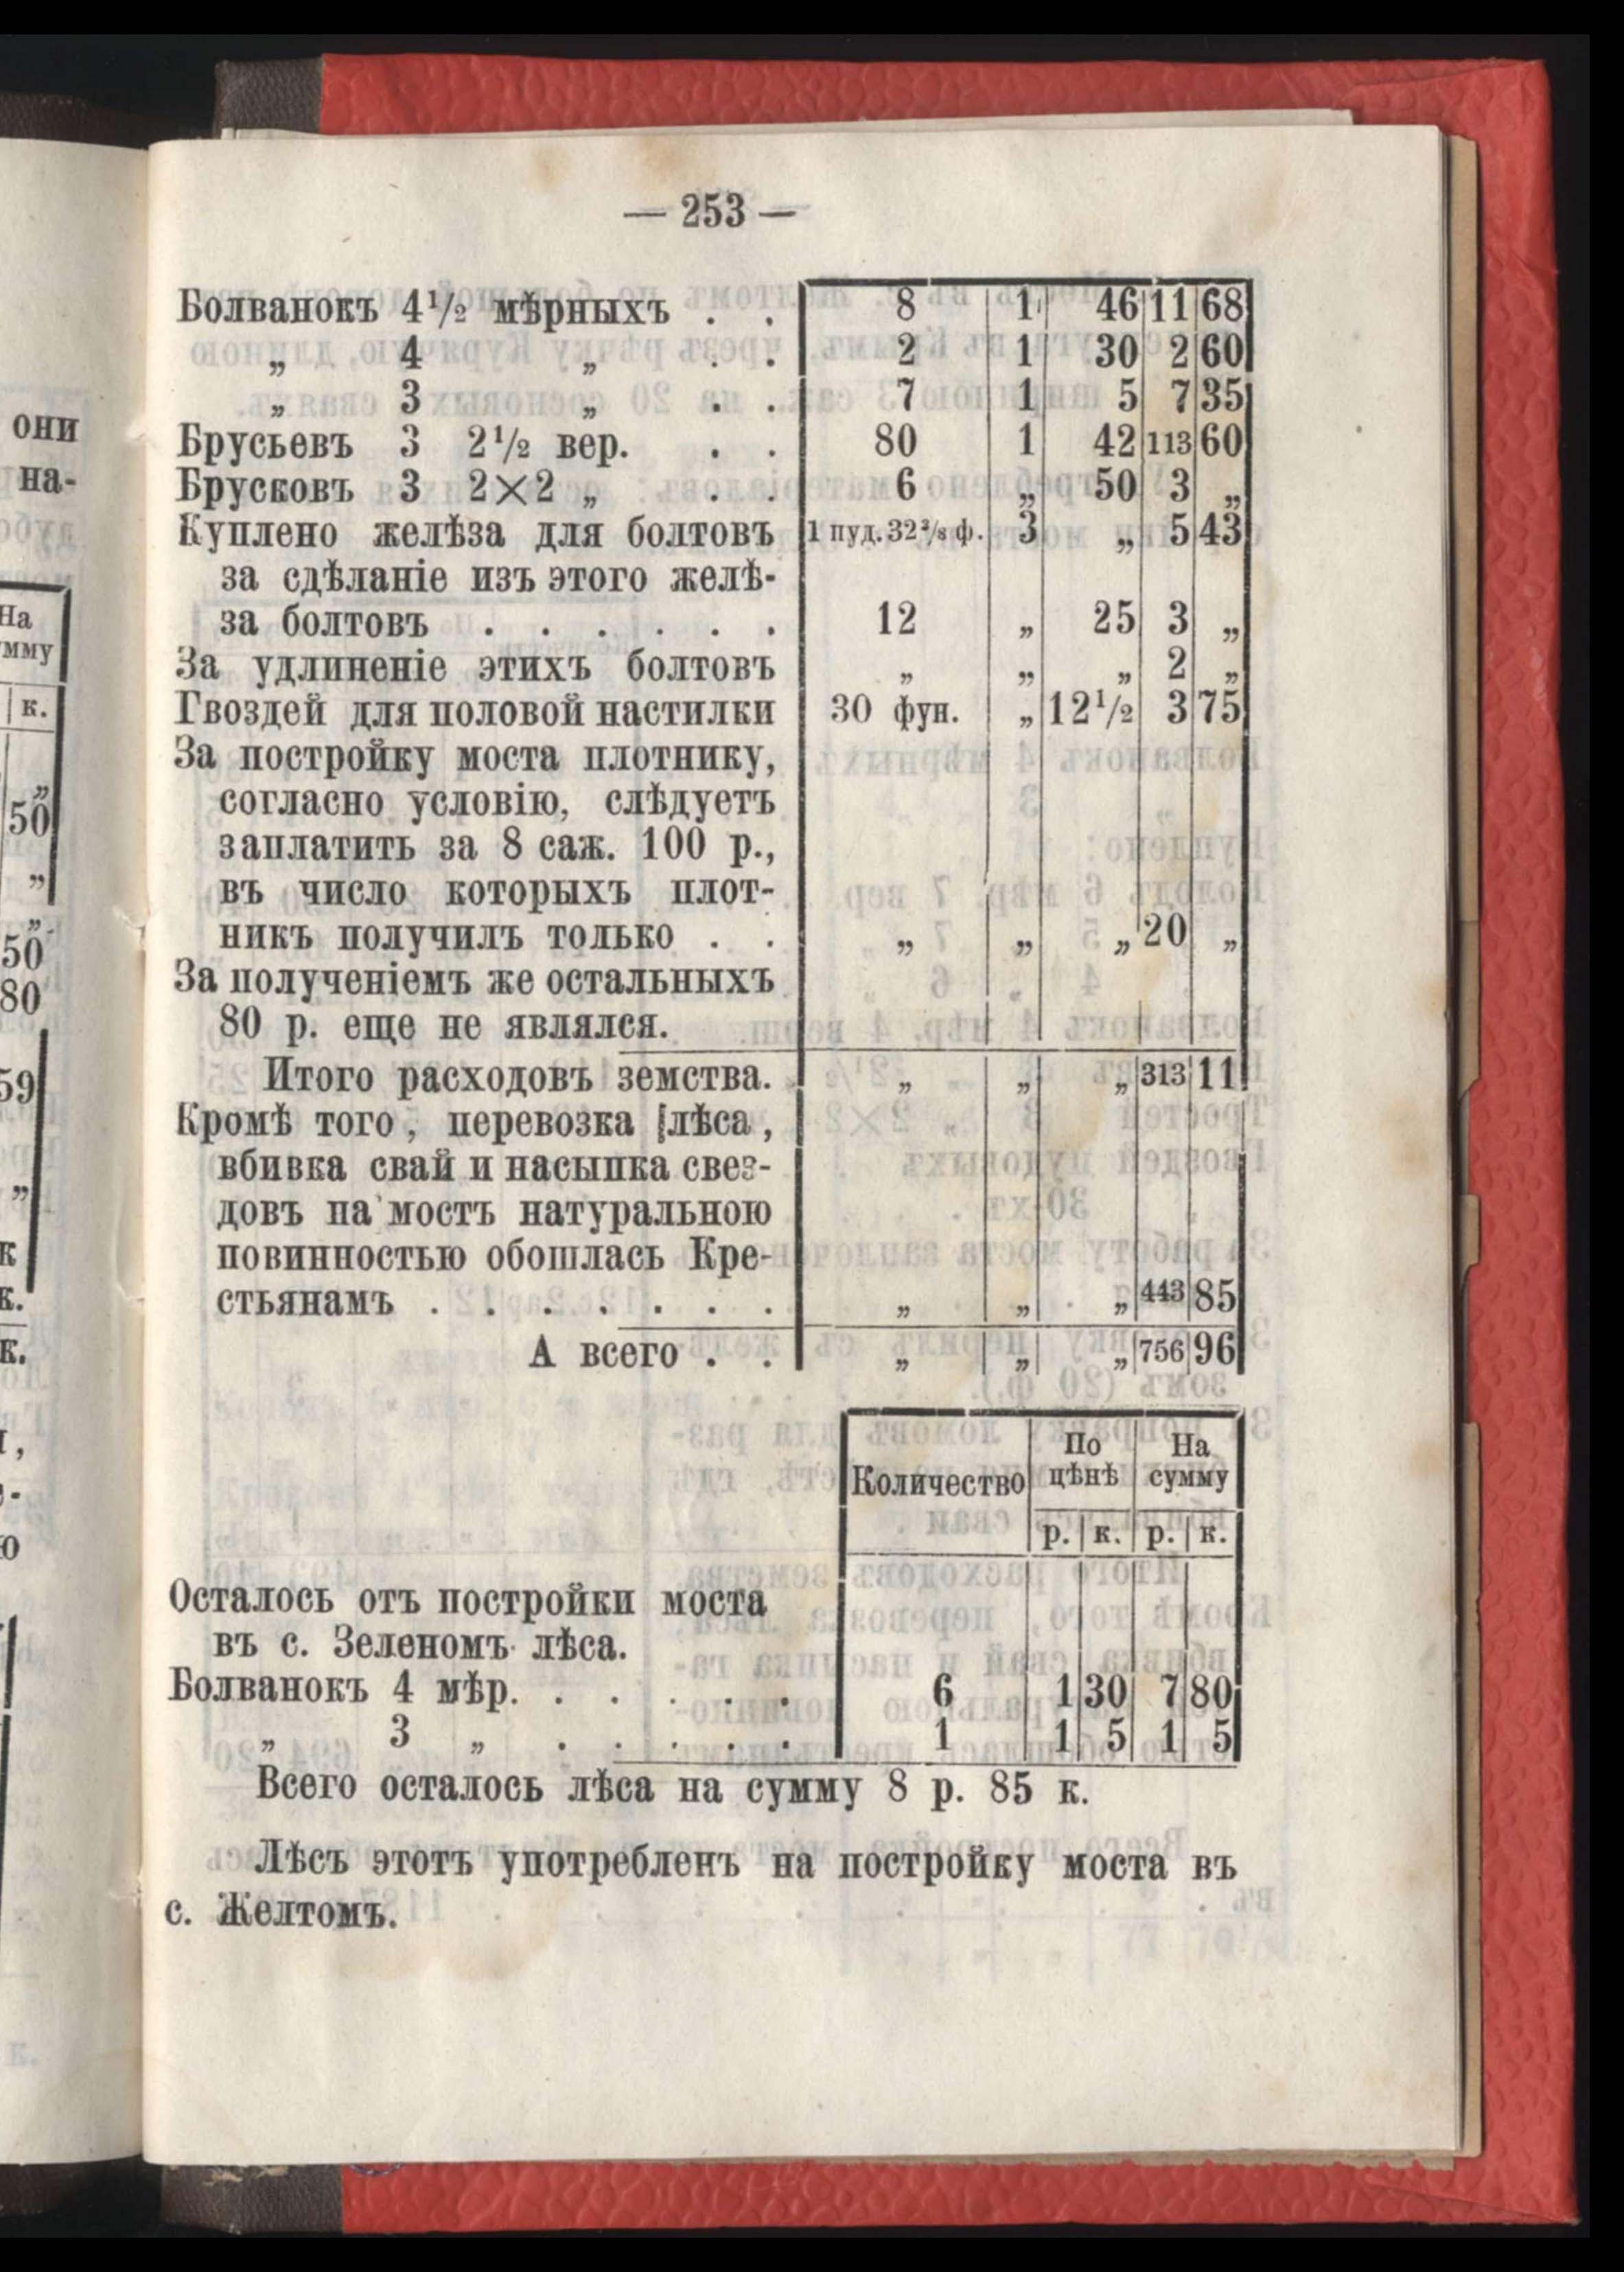 — 253 —
Болванокъ 4½ мѣрныхъ . . 8 1 46 11 68
„ 4 „ . . 2 1 30 2 60
„ 3 „ . . 7 1 5 7 35
Брусьевъ 3 2½ вер. . . 80 1 42 113 60
Брусковъ 3 2×2 „ . . 6 „ 50 3 „
Куплено желѣза для болтовъ 1 пуд. 32²/₈ ф. 3 „ 5 43
за сдѣланіе изъ этого желѣ-
за болтовъ . . . . . . 12 „ 25 3 „
За удлиненіе этихъ болтовъ „ „ „ 2 „
Гвоздей для половой настилки 30 фун. „ 12½ 3 75
За постройку моста плотнику,
согласно условію, слѣдуетъ
заплатить за 8 саж. 100 р.,
въ число которыхъ плот-
никъ получилъ только . . „ „ „ 20 „
За полученіемъ же остальныхъ
80 р. еще не являлся.
Итого расходовъ земства. „ „ „ 313 11
Кромѣ того, перевозка лѣса,
вбивка свай и насыпка свез-
довъ па мостъ натуральною
повинностью обошлась Кре-
стьянамъ . . . . . . . „ „ „ 443 85
А всего . . „ „ „ 756 96
Количество По цѣнѣ На сумму
р. к. р. к.
Осталось отъ постройки моста
въ с. Зеленомъ лѣса.
Болванокъ 4 мѣр. . . . . . 6 1 30 7 80
„ 3 „ . . . . . 1 1 5 1 5
Всего осталось лѣса на сумму 8 р. 85 к.
Лѣсъ этотъ употребленъ на постройку моста въ
с. Желтомъ.
они
на-
На
к.
50
„
50
80
59
„
к.
к.